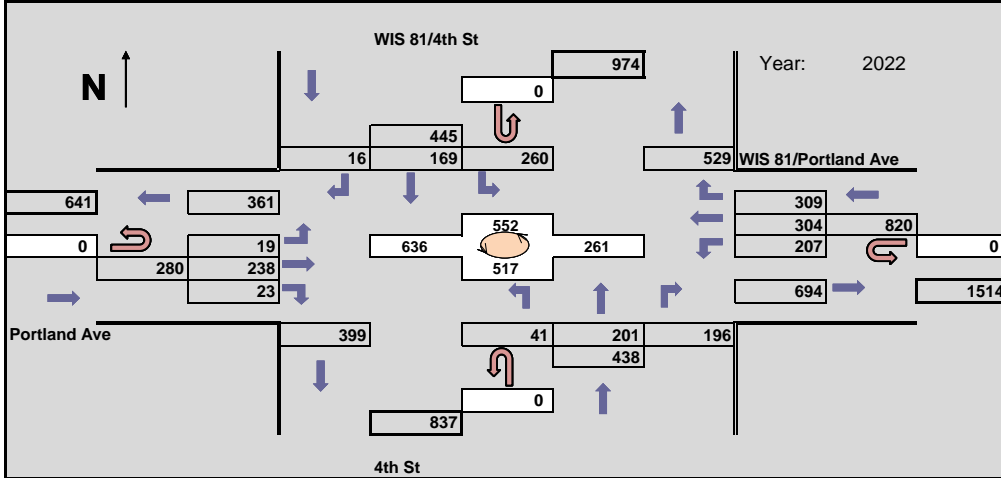 WIS 81/4th St
974
Year: 2022
N
0
445
16 169 260 529 WIS 81/Portland Ave
641 361 309
552 304 820
0 19 636 261 207 0
280 238 517
23 694 1514
Portland Ave 399 41 201 196
438
0
837
4th St